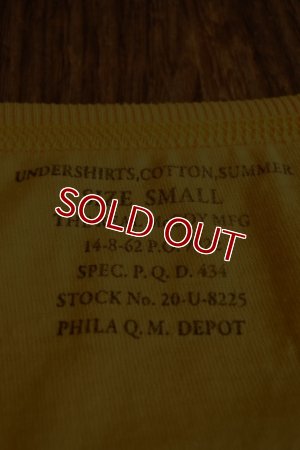 UNDERSHIRTS, COTTON, SUMMER
SIZE SMALL
SOLD OUT
MFG
14-8-62 P.O.
SPEC. P. Q. D. 434
STOCK No. 20-U-8225
PHILA Q. M. DEPOT